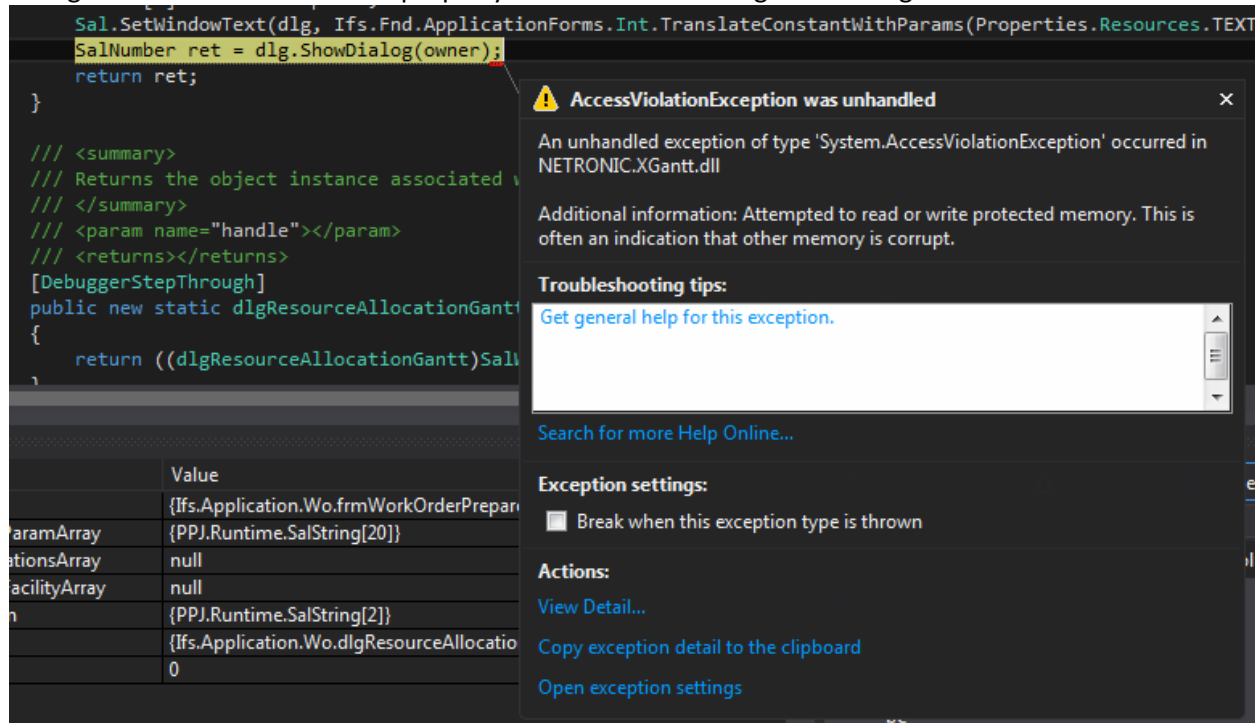 Sal.SetWindowText(dlg, Ifs.Fnd.ApplicationForms.Int.TranslateConstantWithParams(Properties.Resources.TEXT
SalNumber ret = dlg.ShowDialog(owner);
return ret;
}
/// <summary>
/// Returns the object instance associated
/// </summary>
/// <param name="handle"></param>
/// <returns></returns>
[DebuggerStepThrough]
public new static dlgResourceAllocationGantt
{
return ((dlgResourceAllocationGantt)SalW
AccessViolationException was unhandled
An unhandled exception of type 'System.AccessViolationException' occurred in
NETRONIC.XGantt.dll
Additional information: Attempted to read or write protected memory. This is
often an indication that other memory is corrupt.
Troubleshooting tips:
Get general help for this exception.
Search for more Help Online...
Exception settings:
Break when this exception type is thrown
Actions:
View Detail...
Copy exception detail to the clipboard
Open exception settings
Value
{Ifs.Application.Wo.frmWorkOrderPrepar
ParamArray {PPJ.Runtime.SalString[20]}
ationsArray null
FacilityArray null
{PPJ.Runtime.SalString[2]}
{Ifs.Application.Wo.dlgResourceAllocatio
0